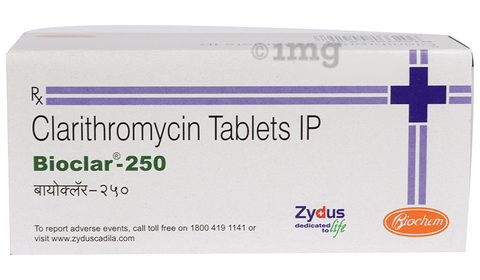 1mg
Rx
Clarithromycin Tablets IP
Bioclar®-250
बायोक्लॅर-२५०
Zydus
dedicated
to life
Biochem
To report adverse events, call toll free on 1800 419 1141 or
visit www.zyduscadila.com